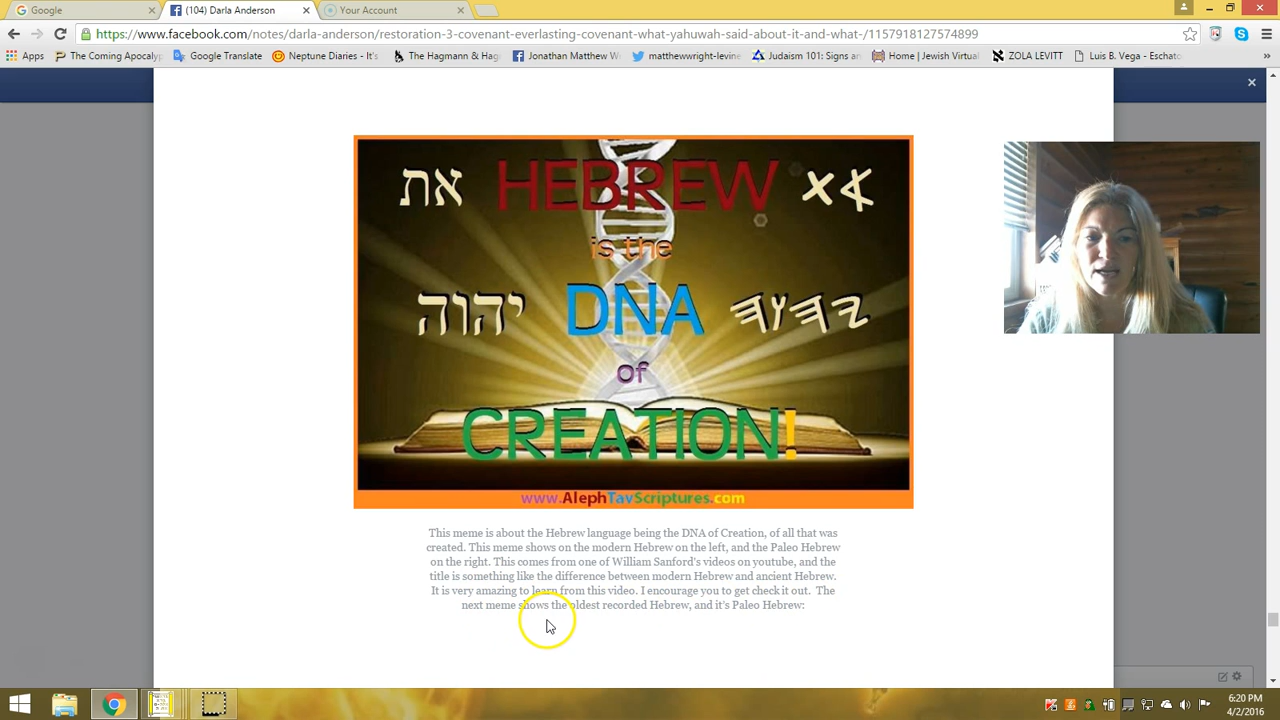 Google
(104) Darla Anderson
Your Account
https://www.facebook.com/notes/darla-anderson/restoration-3-covenant-everlasting-covenant-what-yahuwah-said-about-it-and-what-/1157918127574899
Apps
The Coming Apocalyp
Google Translate
Neptune Diaries - It's
The Hagmann & Hag
Jonathan Matthew W
matthewwright-levine
Judaism 101: Signs an
Home | Jewish Virtual
ZOLA LEVITT
Luis B. Vega - Eschato
את HEBREW 𐤀𐤕
is the
יהוה DNA 𐤉𐤄𐤅𐤄
of
CREATION!
www.AlephTavScriptures.com
This meme is about the Hebrew language being the DNA of Creation, of all that was
created. This meme shows on the modern Hebrew on the left, and the Paleo Hebrew
on the right. This comes from one of William Sanford's videos on youtube, and the
title is something like the difference between modern Hebrew and ancient Hebrew.
It is very amazing to learn from this video. I encourage you to get check it out. The
next meme shows the oldest recorded Hebrew, and it's Paleo Hebrew:
6:20 PM
4/2/2016